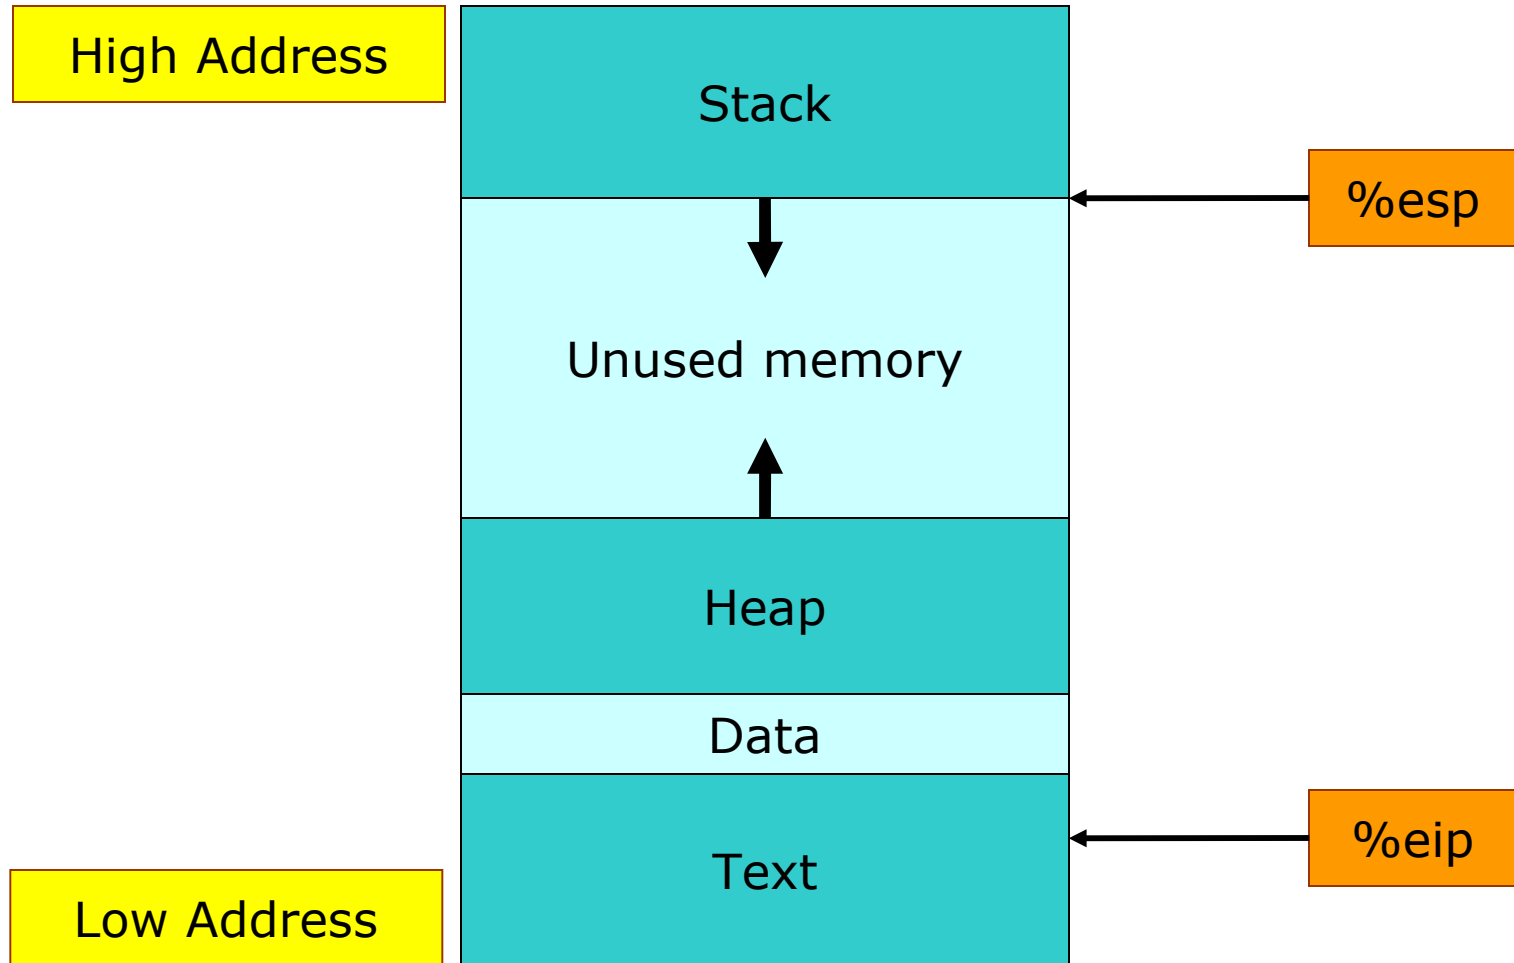 High Address
Stack
%esp
Unused memory
Heap
Data
%eip
Text
Low Address